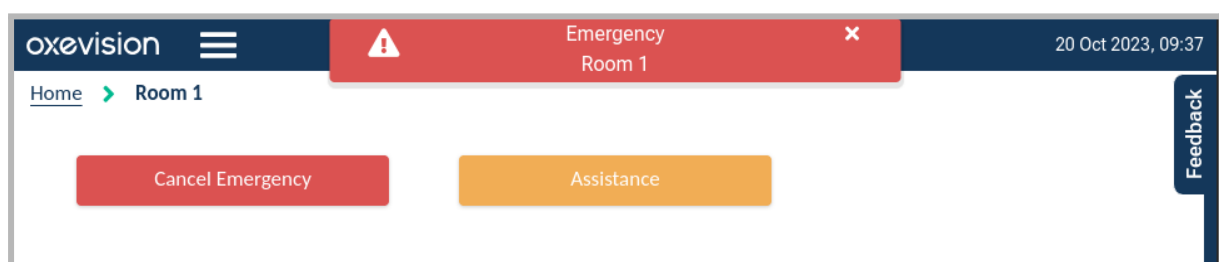 oxevision
Emergency
Room 1
20 Oct 2023, 09:37
Home
Room 1
Feedback
Cancel Emergency
Assistance